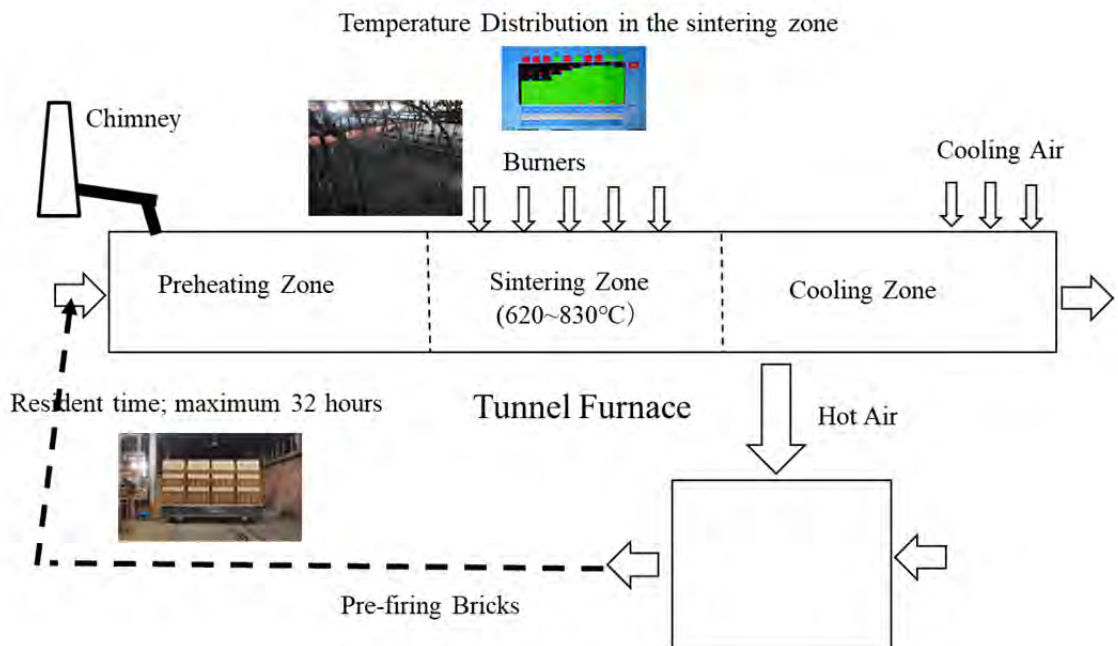 Temperature Distribution in the sintering zone
Chimney
Burners
Cooling Air
Preheating Zone
Sintering Zone
(620~830℃)
Cooling Zone
Resident time; maximum 32 hours
Tunnel Furnace
Hot Air
Pre-firing Bricks